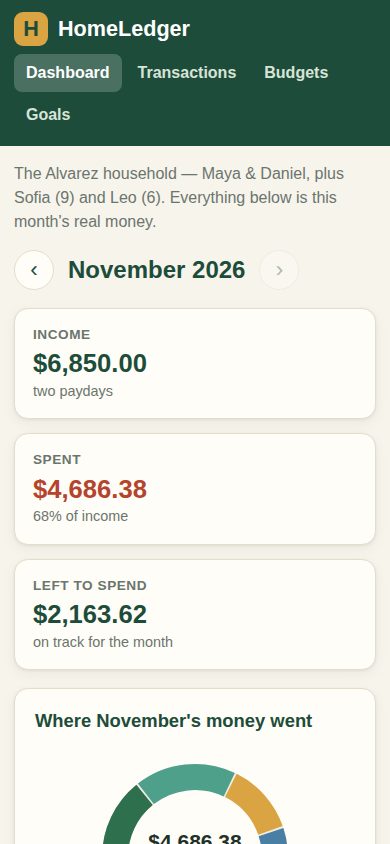 H HomeLedger
Dashboard Transactions Budgets
Goals
The Alvarez household — Maya & Daniel, plus
Sofia (9) and Leo (6). Everything below is this
month's real money.
‹ November 2026 ›
INCOME
$6,850.00
two paydays
SPENT
$4,686.38
68% of income
LEFT TO SPEND
$2,163.62
on track for the month
Where November's money went
$4,686.38